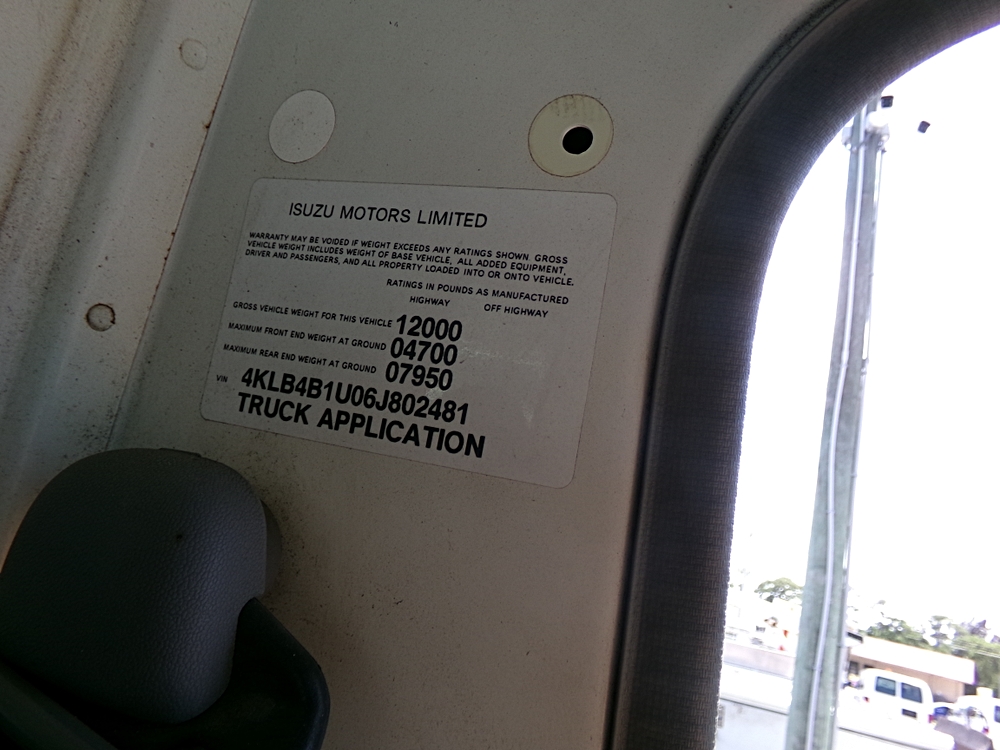 ISUZU MOTORS LIMITED
WARRANTY MAY BE VOIDED IF WEIGHT EXCEEDS ANY RATINGS SHOWN GROSS
VEHICLE WEIGHT INCLUDES WEIGHT OF BASE VEHICLE, ALL ADDED EQUIPMENT,
DRIVER AND PASSENGERS, AND ALL PROPERTY LOADED INTO OR ONTO VEHICLE.
RATINGS IN POUNDS AS MANUFACTURED
HIGHWAY OFF HIGHWAY
GROSS VEHICLE WEIGHT FOR THIS VEHICLE 12000
MAXIMUM FRONT END WEIGHT AT GROUND 04700
MAXIMUM REAR END WEIGHT AT GROUND 07950
VIN 4KLB4B1U06J802481
TRUCK APPLICATION